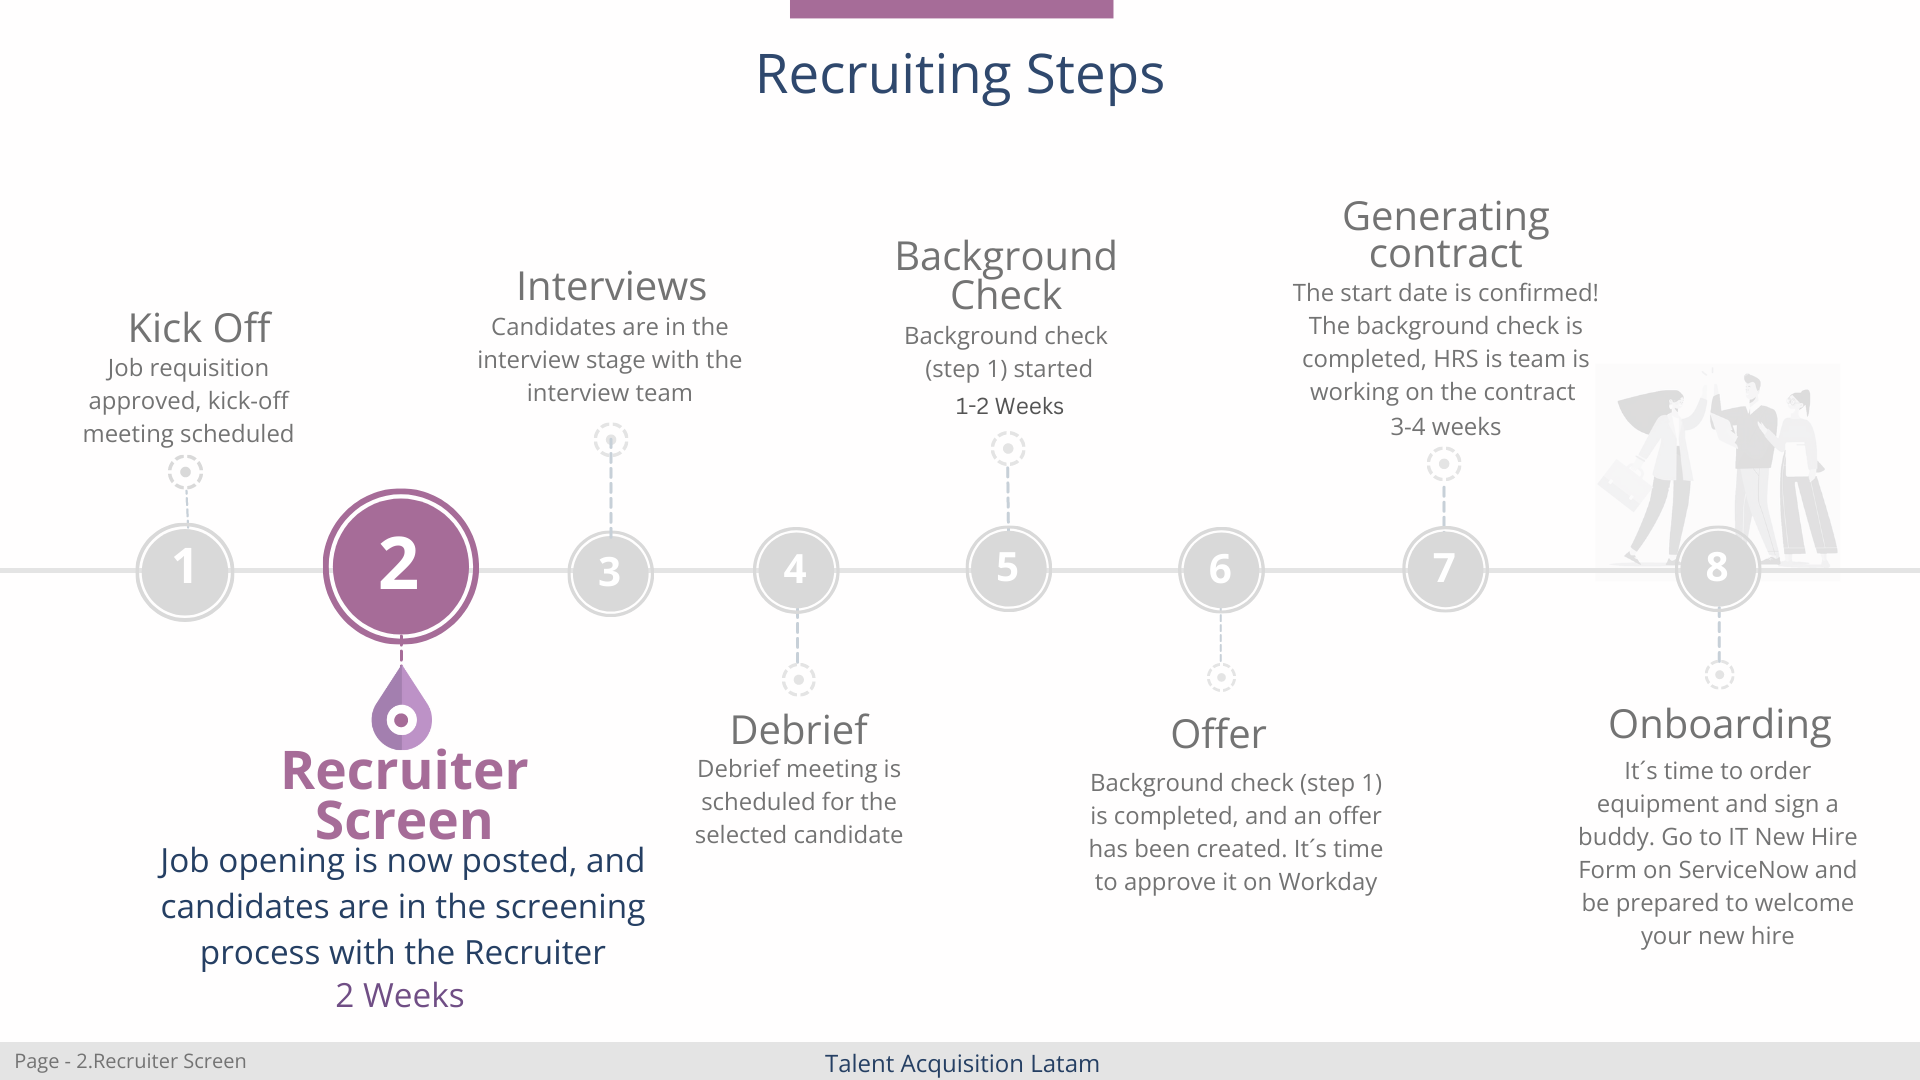 Recruiting Steps
Kick Off
Job requisition
approved, kick-off
meeting scheduled
1
2
Recruiter
Screen
Job opening is now posted, and
candidates are in the screening
process with the Recruiter
2 Weeks
Interviews
Candidates are in the
interview stage with the
interview team
3
4
Debrief
Debrief meeting is
scheduled for the
selected candidate
Background
Check
Background check
(step 1) started
1-2 Weeks
5
6
Offer
Background check (step 1)
is completed, and an offer
has been created. It´s time
to approve it on Workday
Generating
contract
The start date is confirmed!
The background check is
completed, HRS is team is
working on the contract
3-4 weeks
7
8
Onboarding
It´s time to order
equipment and sign a
buddy. Go to IT New Hire
Form on ServiceNow and
be prepared to welcome
your new hire
Page - 2.Recruiter Screen
Talent Acquisition Latam